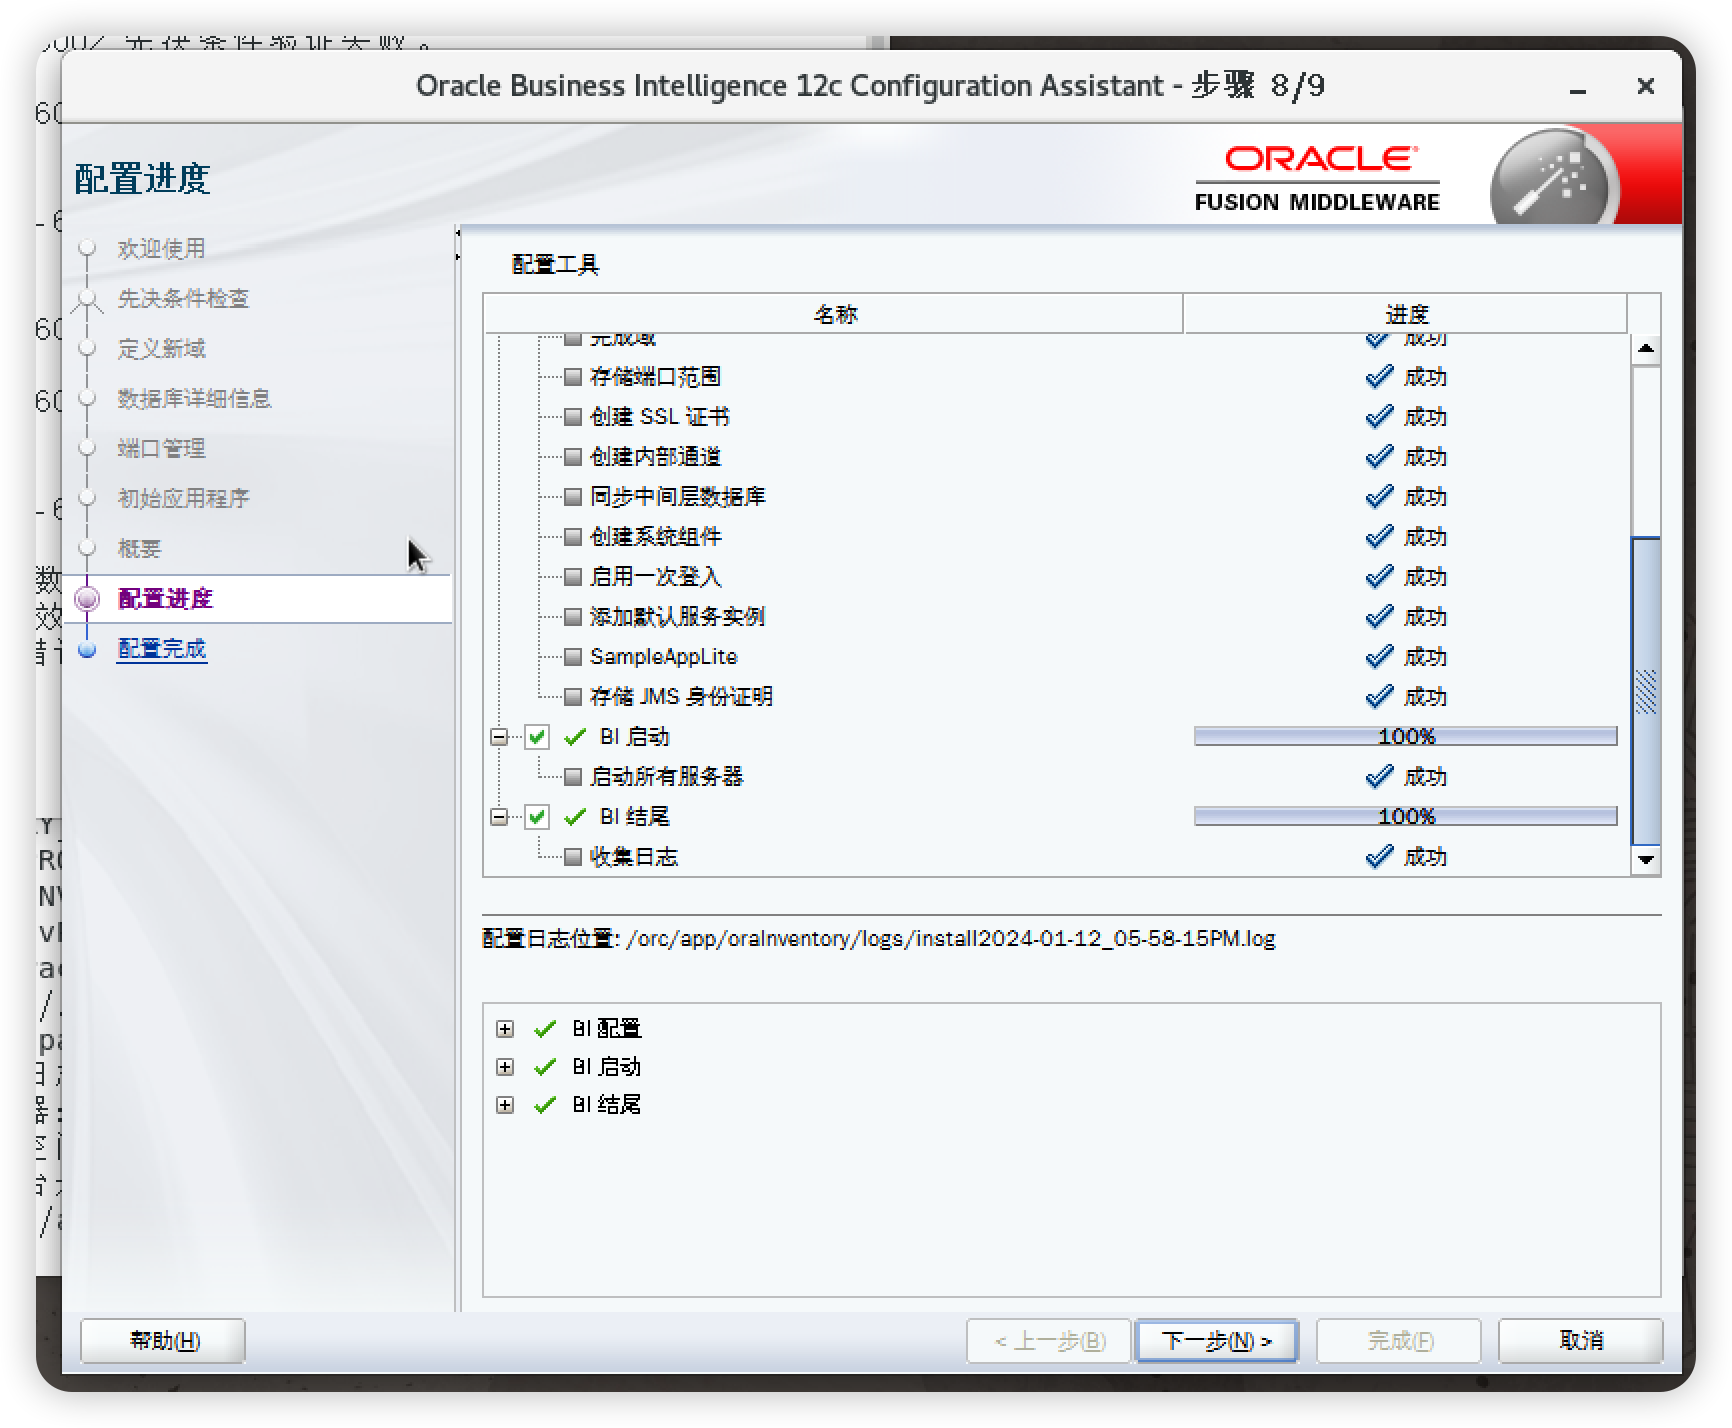 Oracle Business Intelligence 12c Configuration Assistant - 步骤 8/9
配置进度
ORACLE
FUSION MIDDLEWARE
欢迎使用
先决条件检查
定义新域
数据库详细信息
端口管理
初始应用程序
概要
配置进度
配置完成
配置工具
名称 进度
完成域 成功
存储端口范围 成功
创建 SSL 证书 成功
创建内部通道 成功
同步中间层数据库 成功
创建系统组件 成功
启用一次登入 成功
添加默认服务实例 成功
SampleAppLite 成功
存储 JMS 身份证明 成功
BI 启动 100%
启动所有服务器 成功
BI 结尾 100%
收集日志 成功
配置日志位置: /orc/app/oraInventory/logs/install2024-01-12_05-58-15PM.log
BI 配置
BI 启动
BI 结尾
帮助(H) < 上一步(B) 下一步(N) > 完成(F) 取消